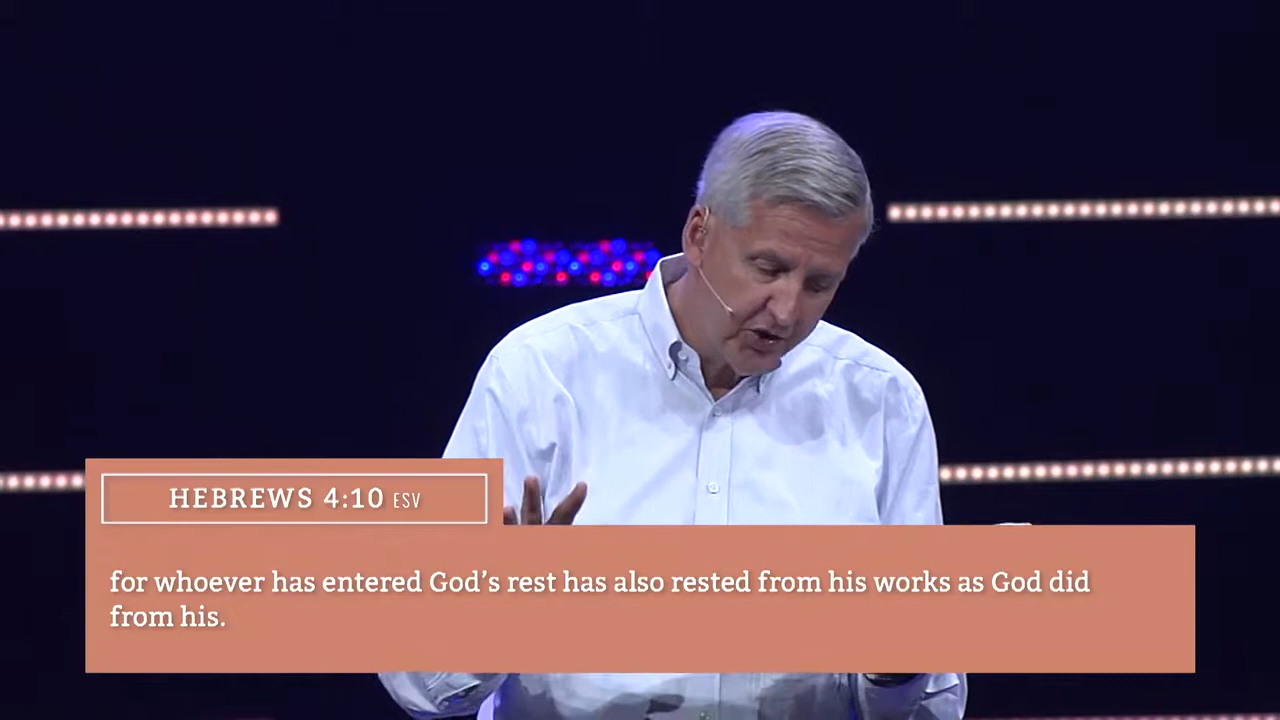 HEBREWS 4:10 ESV
for whoever has entered God's rest has also rested from his works as God did
from his.